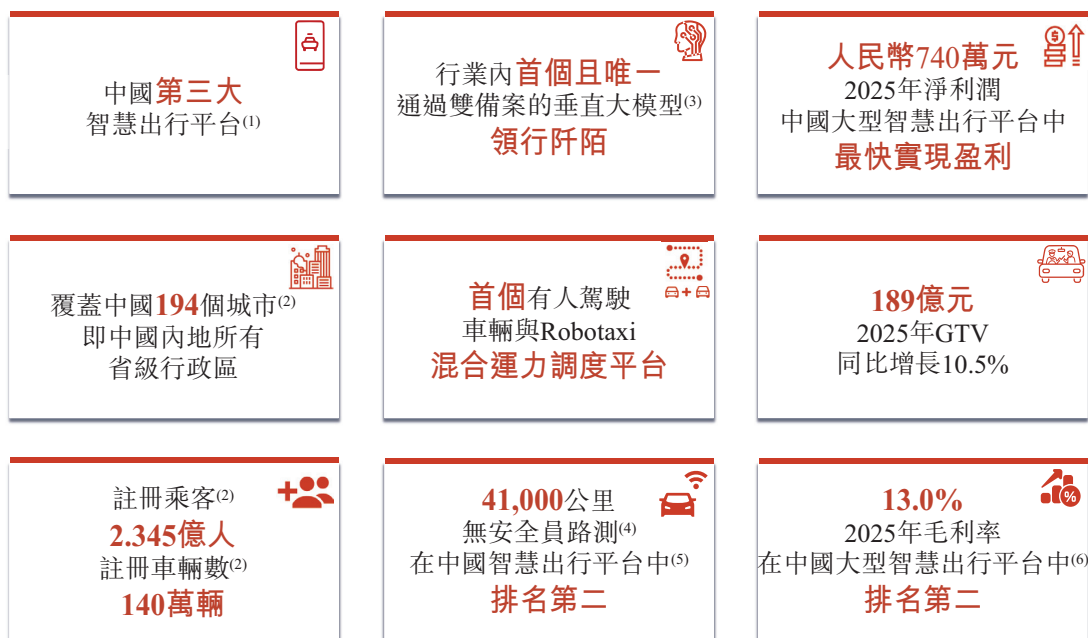 中國第三大
智慧出行平台(1)
行業內首個且唯一
通過雙備案的垂直大模型(3)
領行阡陌
人民幣740萬元
2025年淨利潤
中國大型智慧出行平台中
最快實現盈利
覆蓋中國194個城市(2)
即中國內地所有
省級行政區
首個有人駕駛
車輛與Robotaxi
混合運力調度平台
189億元
2025年GTV
同比增長10.5%
註冊乘客(2)
2.345億人
註冊車輛數(2)
140萬輛
41,000公里
無安全員路測(4)
在中國智慧出行平台中(5)
排名第二
13.0%
2025年毛利率
在中國大型智慧出行平台中(6)
排名第二